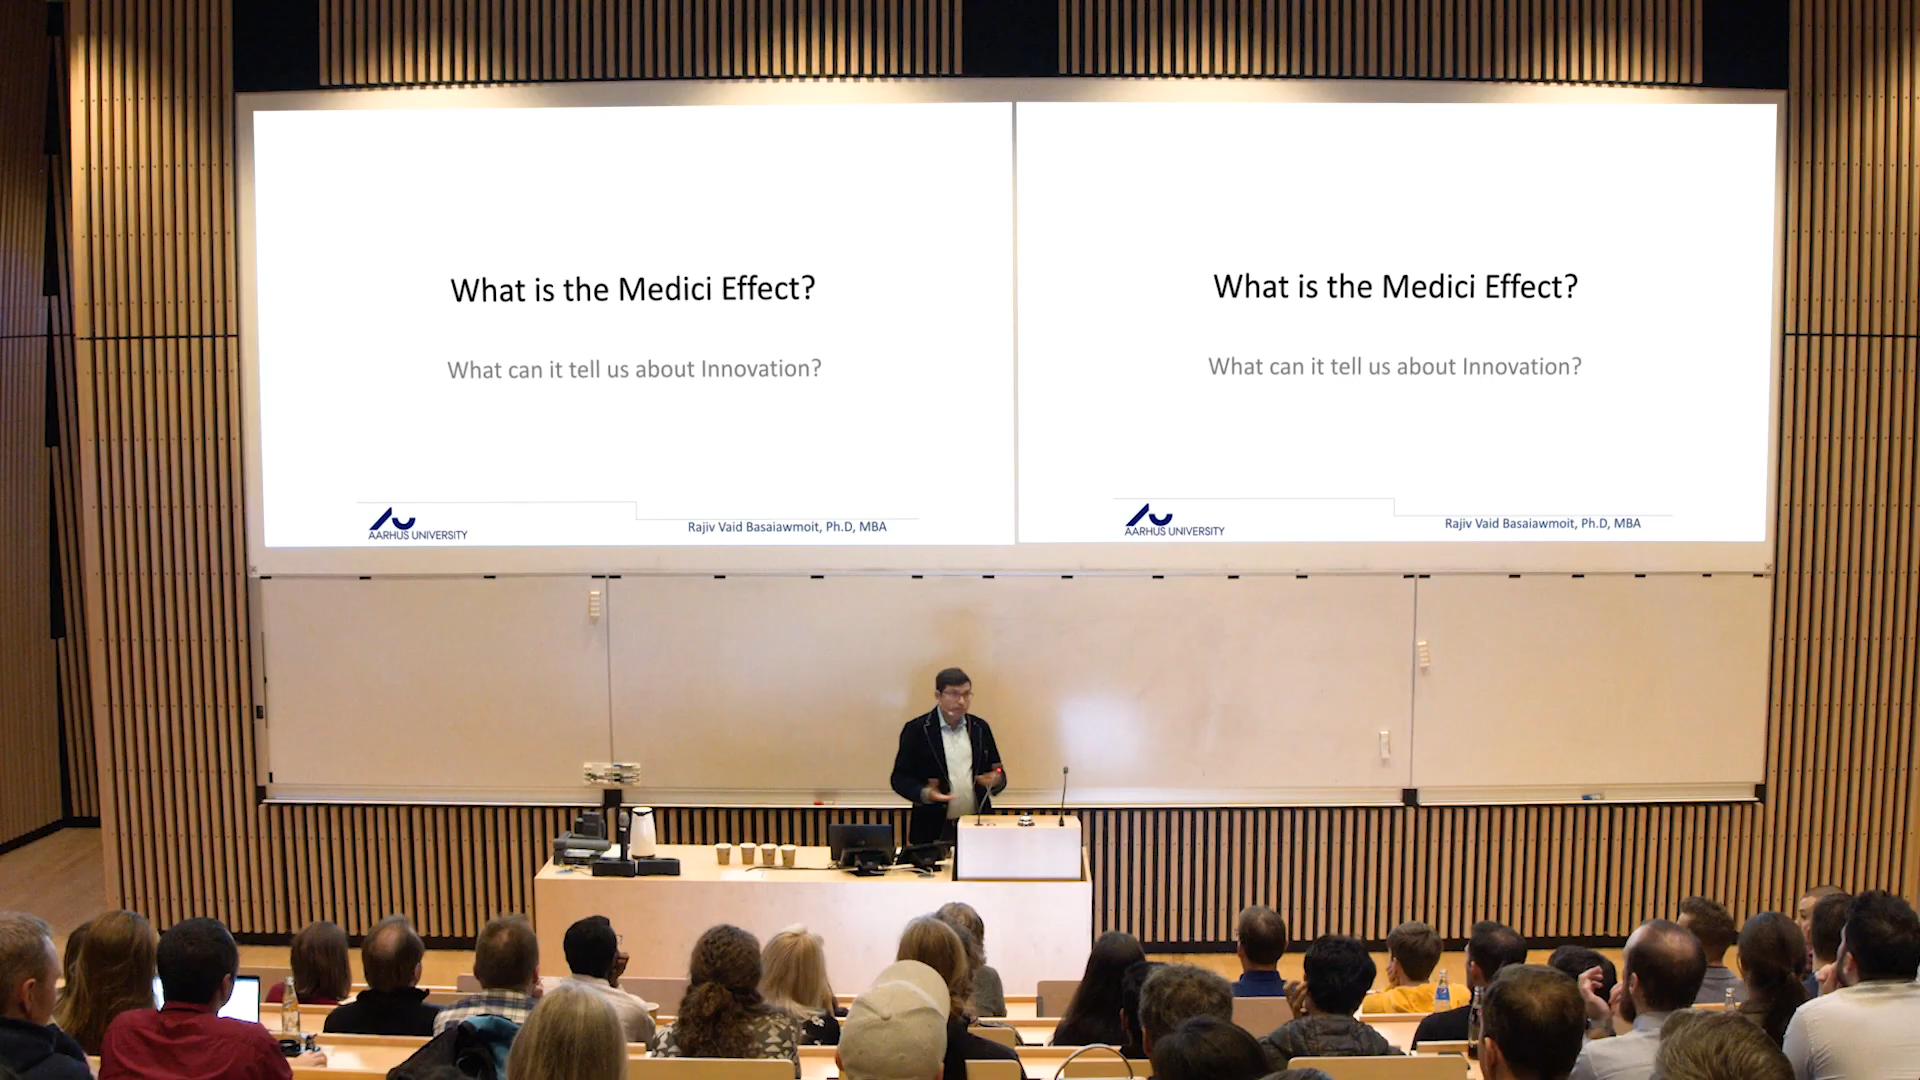 What is the Medici Effect?
What can it tell us about Innovation?
AARHUS UNIVERSITY
Rajiv Vaid Basaiawmoit, Ph.D, MBA
What is the Medici Effect?
What can it tell us about Innovation?
AARHUS UNIVERSITY
Rajiv Vaid Basaiawmoit, Ph.D, MBA